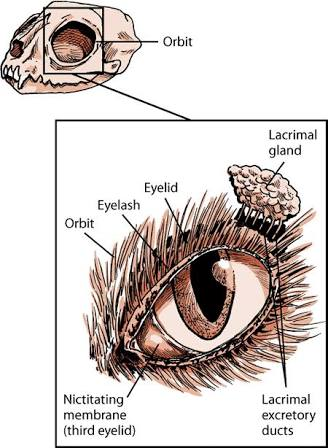 Orbit
Lacrimal
gland
Eyelid
Eyelash
Orbit
Nictitating
membrane
(third eyelid)
Lacrimal
excretory
ducts